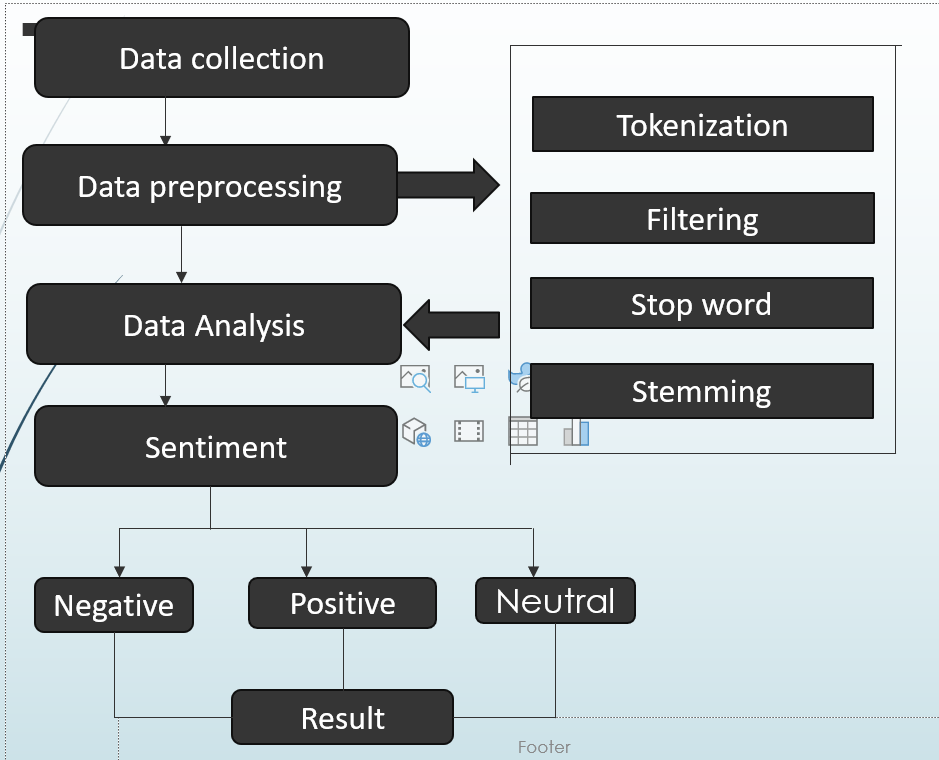 Data collection
Data preprocessing
Tokenization
Filtering
Stop word
Stemming
Data Analysis
Sentiment
Negative
Positive
Neutral
Result
Footer